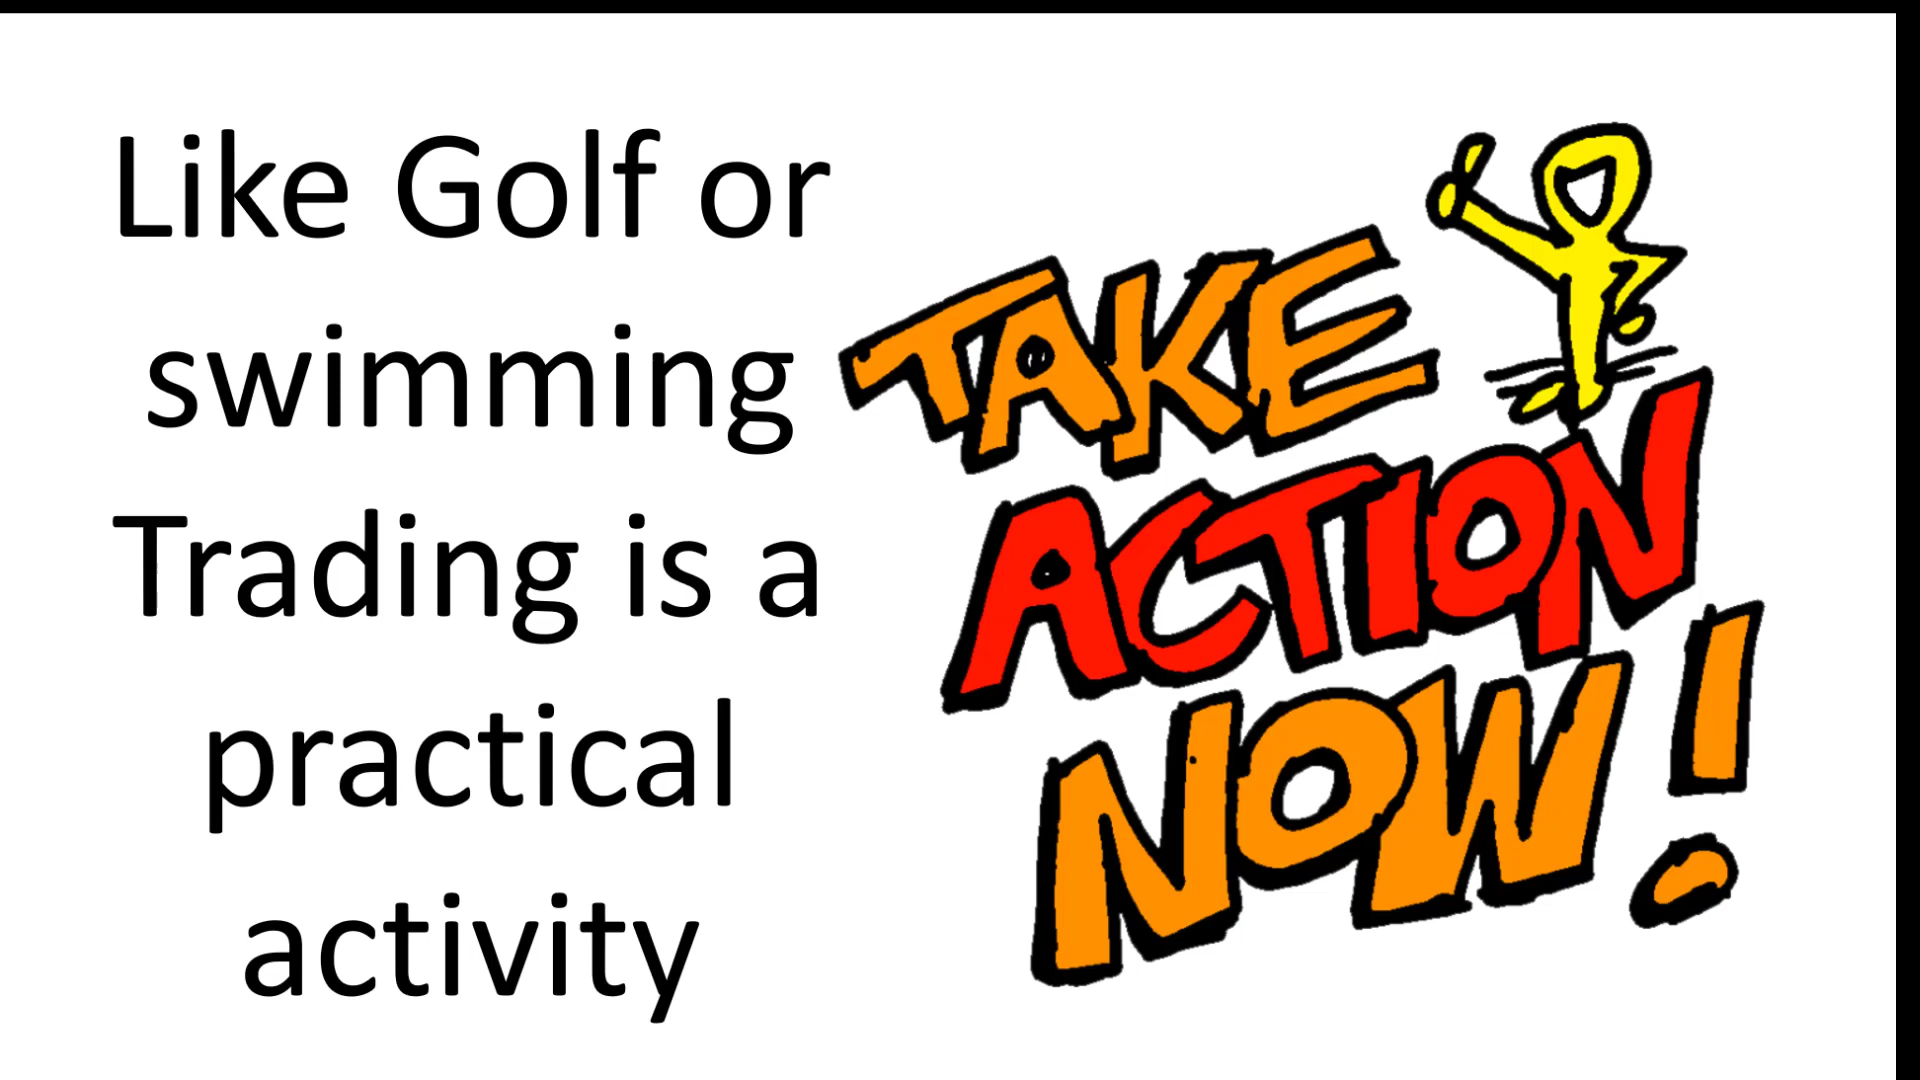 Like Golf or
swimming
Trading is a
practical
activity
TAKE
ACTION
NOW!